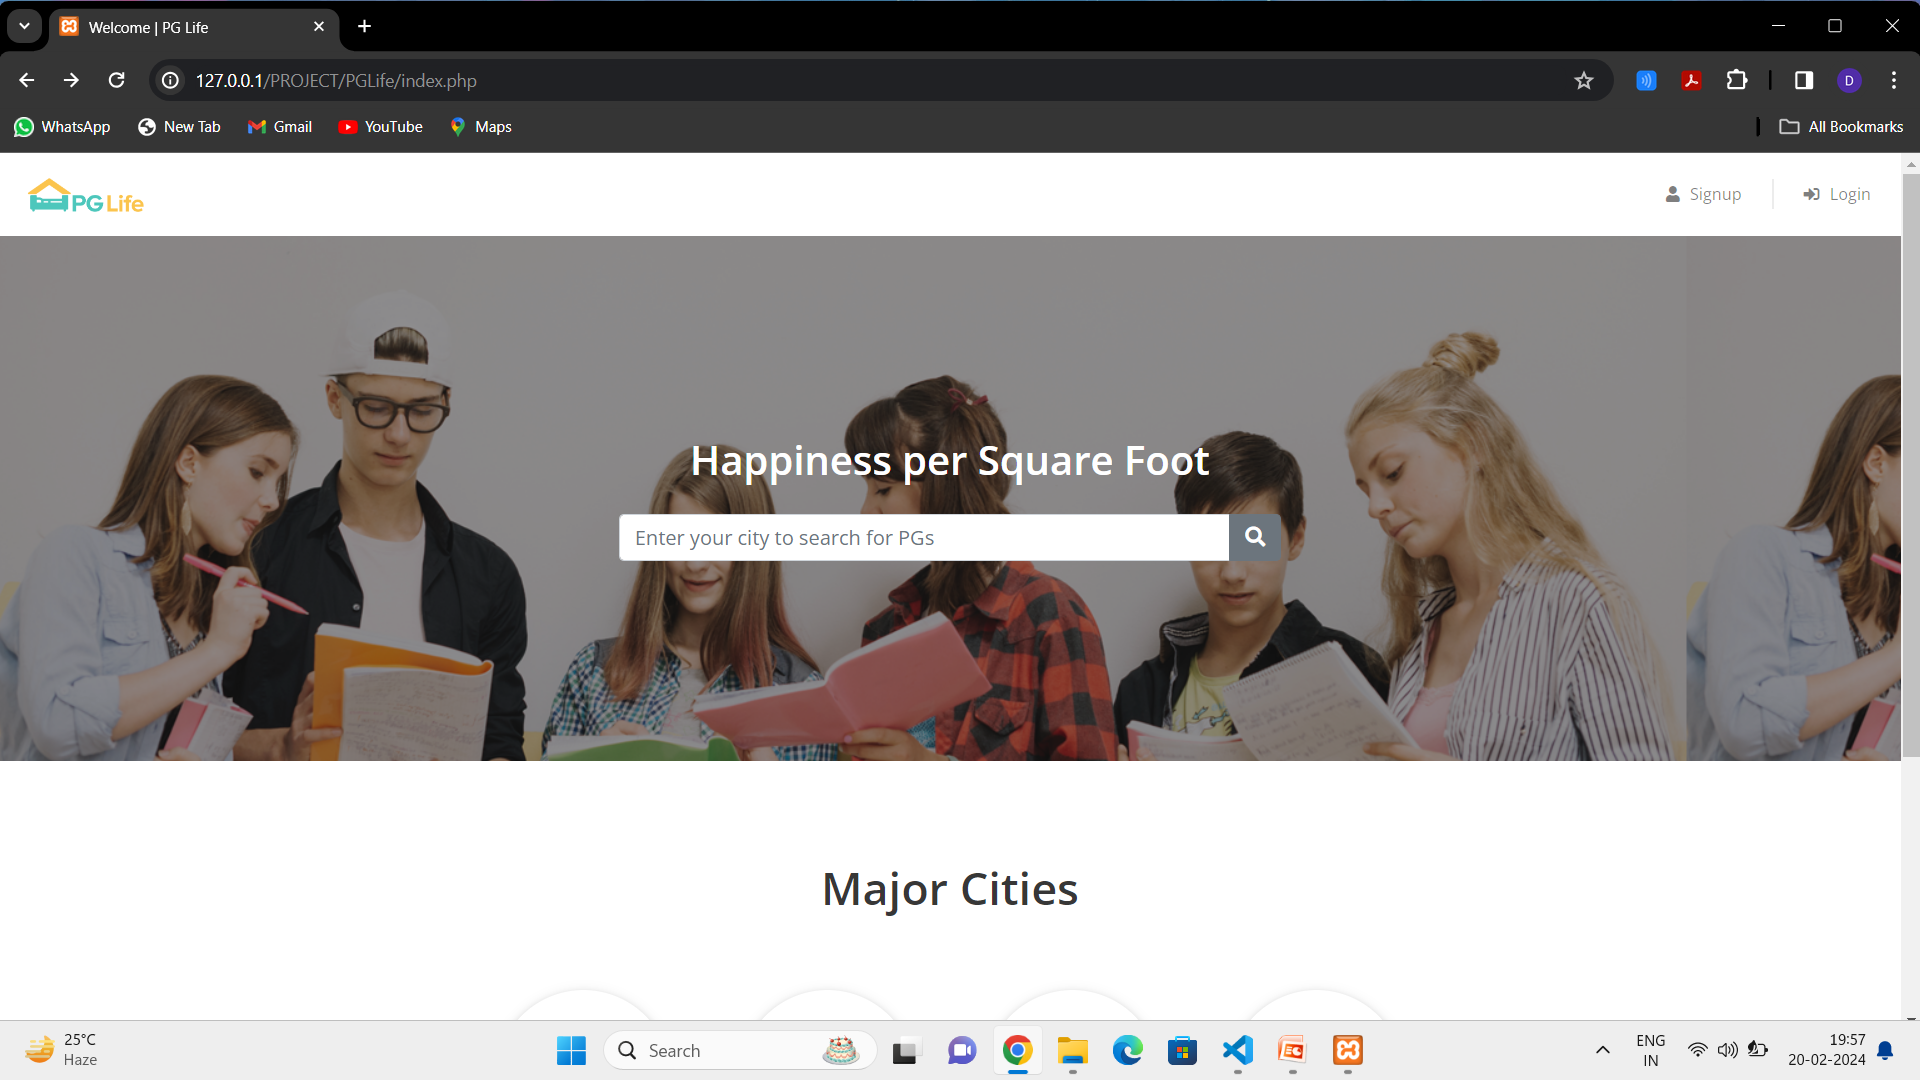 Welcome | PG Life
127.0.0.1/PROJECT/PGLife/index.php
D
WhatsApp
New Tab
Gmail
YouTube
Maps
All Bookmarks
PG Life
Signup
Login
Happiness per Square Foot
Enter your city to search for PGs
Major Cities
25°C
Haze
Search
EC
ENG
IN
19:57
20-02-2024